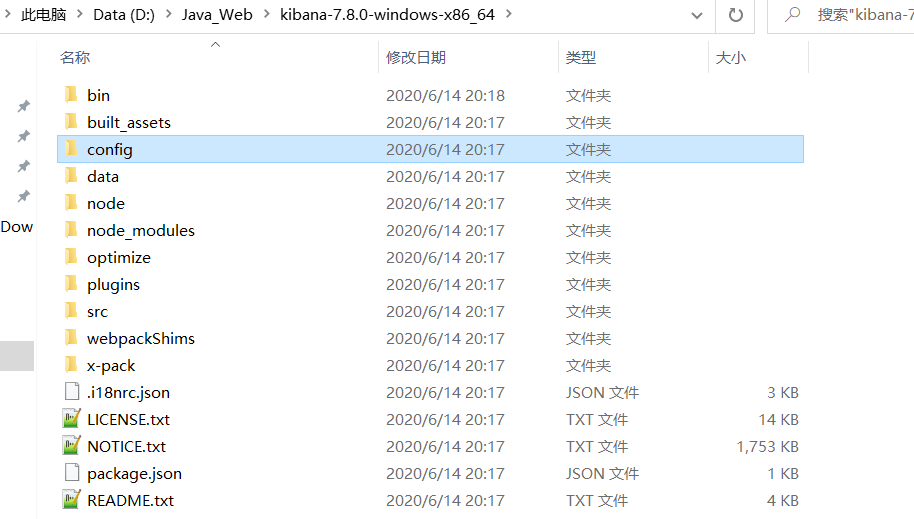 此电脑 > Data (D:) > Java_Web > kibana-7.8.0-windows-x86_64 > 搜索"kibana-7
名称 修改日期 类型 大小
bin 2020/6/14 20:18 文件夹
built_assets 2020/6/14 20:17 文件夹
config 2020/6/14 20:17 文件夹
data 2020/6/14 20:17 文件夹
node 2020/6/14 20:17 文件夹
Dow
node_modules 2020/6/14 20:17 文件夹
optimize 2020/6/14 20:17 文件夹
plugins 2020/6/14 20:17 文件夹
src 2020/6/14 20:17 文件夹
webpackShims 2020/6/14 20:17 文件夹
x-pack 2020/6/14 20:17 文件夹
.i18nrc.json 2020/6/14 20:17 JSON 文件 3 KB
LICENSE.txt 2020/6/14 20:17 TXT 文件 14 KB
NOTICE.txt 2020/6/14 20:17 TXT 文件 1,753 KB
package.json 2020/6/14 20:17 JSON 文件 1 KB
README.txt 2020/6/14 20:17 TXT 文件 4 KB